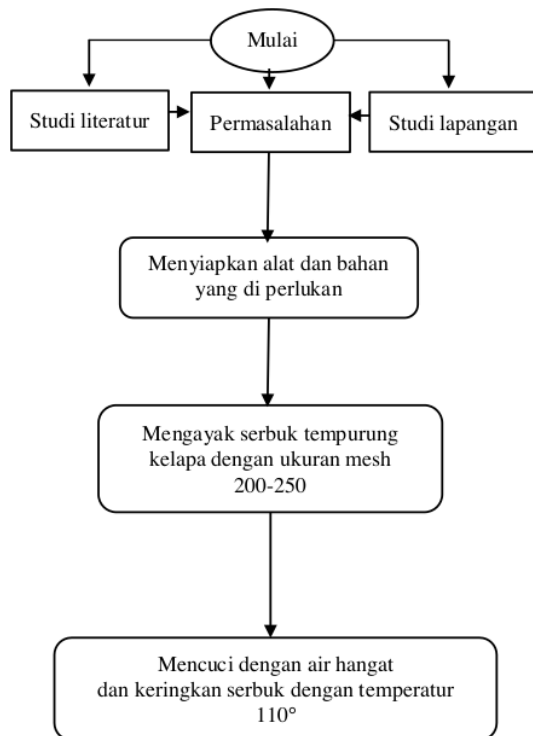 Mulai
Studi literatur
Permasalahan
Studi lapangan
Menyiapkan alat dan bahan
yang di perlukan
Mengayak serbuk tempurung
kelapa dengan ukuran mesh
200-250
Mencuci dengan air hangat
dan keringkan serbuk dengan temperatur
110°